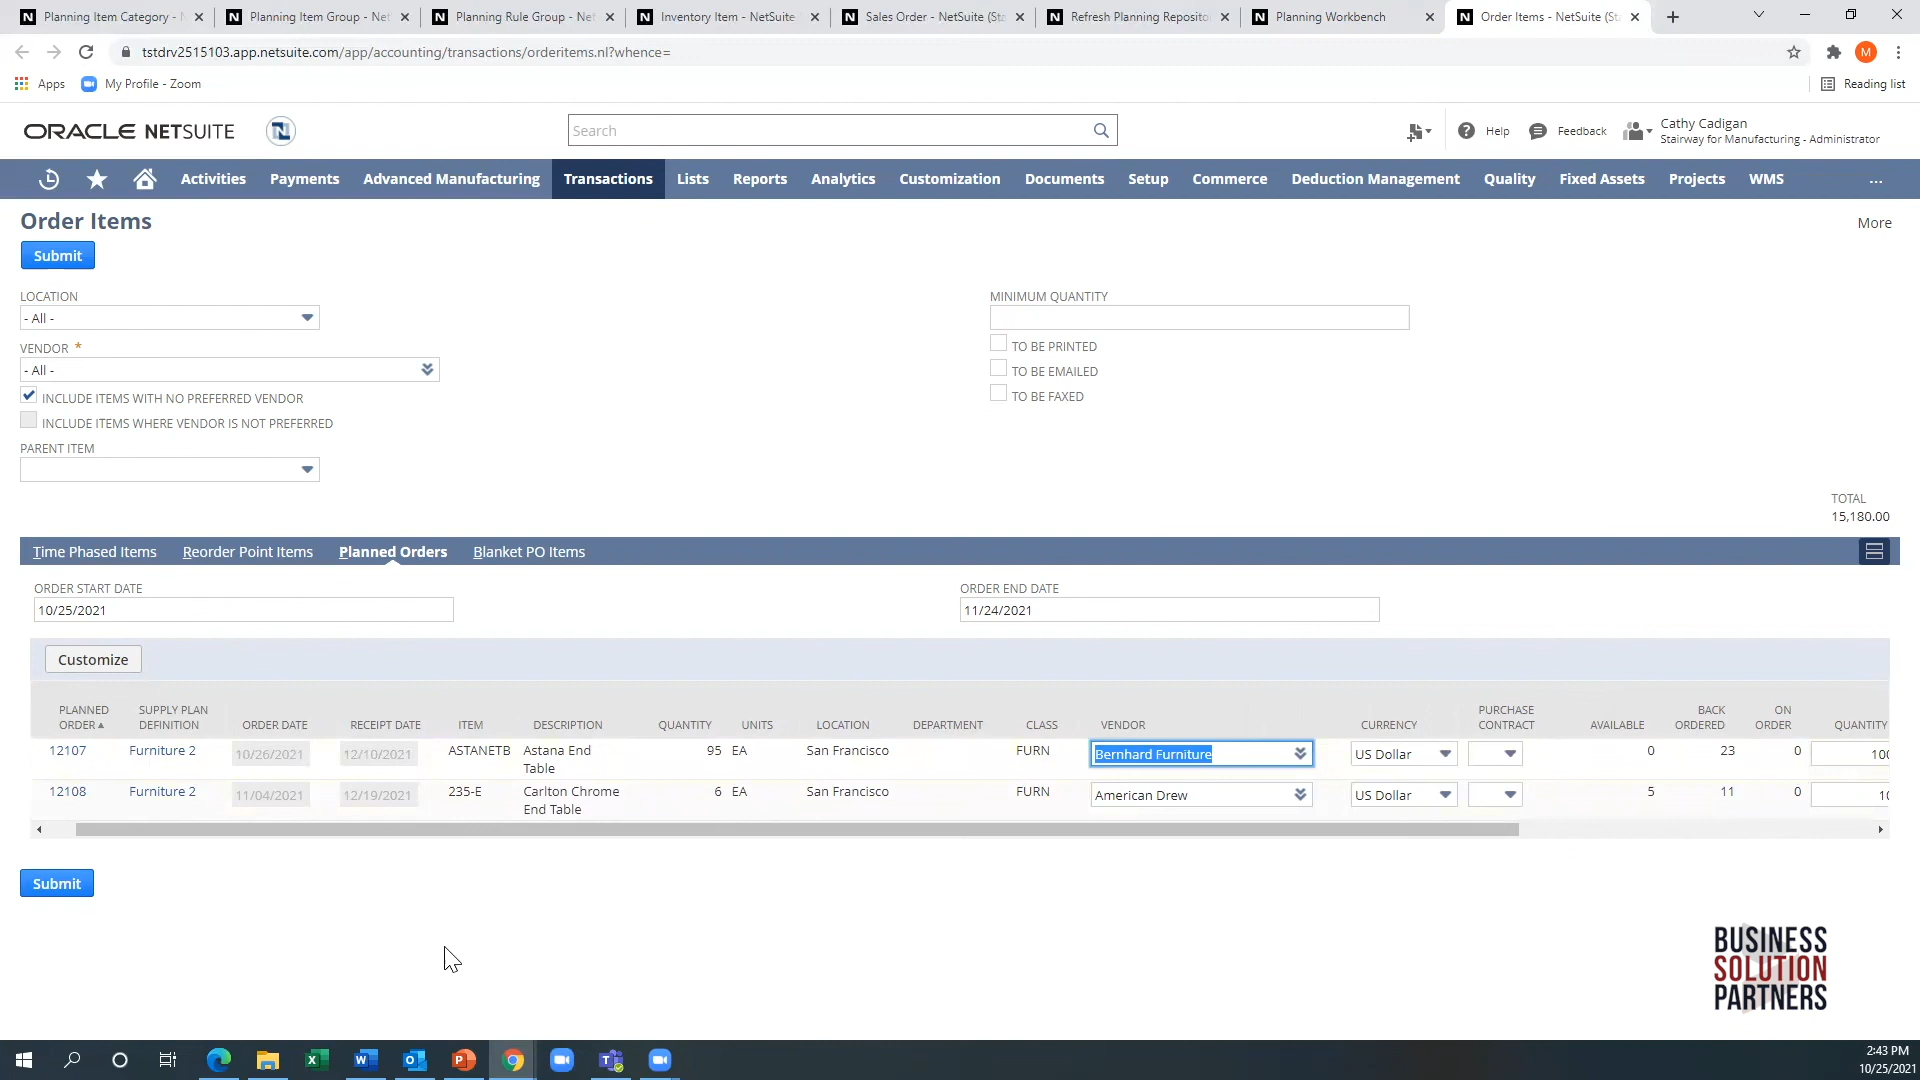 Planning Item Category - N
Planning Item Group - Net
Planning Rule Group - Net
Inventory Item - NetSuite
Sales Order - NetSuite (Sta
Refresh Planning Reposito
Planning Workbench
Order Items - NetSuite (St
tstdrv2515103.app.netsuite.com/app/accounting/transactions/orderitems.nl?whence=
M
Apps
My Profile - Zoom
Reading list
ORACLE NETSUITE
Search
Help
Feedback
Cathy Cadigan
Stairway for Manufacturing - Administrator
Activities
Payments
Advanced Manufacturing
Transactions
Lists
Reports
Analytics
Customization
Documents
Setup
Commerce
Deduction Management
Quality
Fixed Assets
Projects
WMS
...
Order Items
More
Submit
LOCATION
- All -
VENDOR *
- All -
INCLUDE ITEMS WITH NO PREFERRED VENDOR
INCLUDE ITEMS WHERE VENDOR IS NOT PREFERRED
PARENT ITEM
MINIMUM QUANTITY
TO BE PRINTED
TO BE EMAILED
TO BE FAXED
TOTAL
15,180.00
Time Phased Items
Reorder Point Items
Planned Orders
Blanket PO Items
ORDER START DATE
10/25/2021
ORDER END DATE
11/24/2021
Customize
PLANNED ORDER
SUPPLY PLAN DEFINITION
ORDER DATE
RECEIPT DATE
ITEM
DESCRIPTION
QUANTITY
UNITS
LOCATION
DEPARTMENT
CLASS
VENDOR
CURRENCY
PURCHASE CONTRACT
AVAILABLE
BACK ORDERED
ON ORDER
QUANTITY
12107 Furniture 2 10/26/2021 12/10/2021 ASTANETB Astana End Table 95 EA San Francisco FURN Bernhard Furniture US Dollar 0 23 0 100
12108 Furniture 2 11/04/2021 12/19/2021 235-E Carlton Chrome End Table 6 EA San Francisco FURN American Drew US Dollar 5 11 0 10
Submit
BUSINESS
SOLUTION
PARTNERS
2:43 PM
10/25/2021